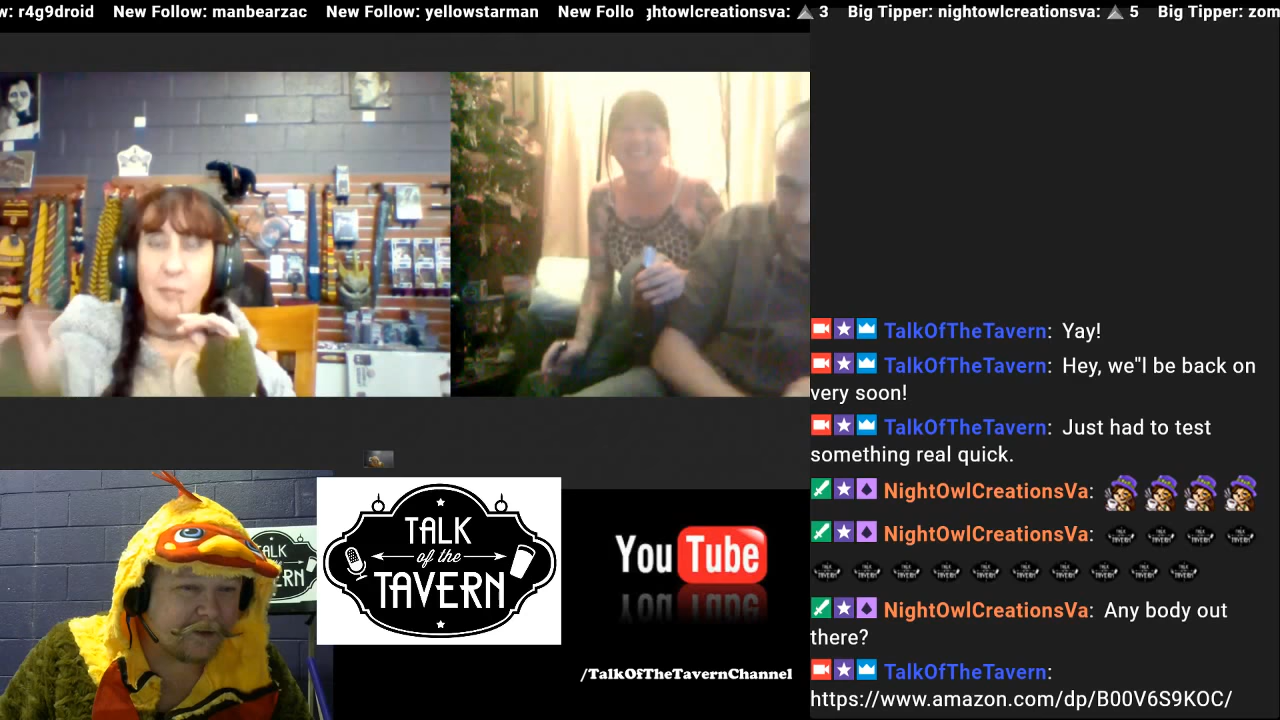 w: r4g9droid New Follow: manbearzac New Follow: yellowstarman New Follo ghtowlcreationsva: 3 Big Tipper: nightowlcreationsva: 5 Big Tipper: zom
TalkOfTheTavern: Yay!
TalkOfTheTavern: Hey, we"l be back on
very soon!
TalkOfTheTavern: Just had to test
something real quick.
NightOwlCreationsVa:
NightOwlCreationsVa:
NightOwlCreationsVa: Any body out
there?
TalkOfTheTavern:
https://www.amazon.com/dp/B00V6S9KOC/
TALK
of the
TAVERN
You Tube
/TalkOfTheTavernChannel